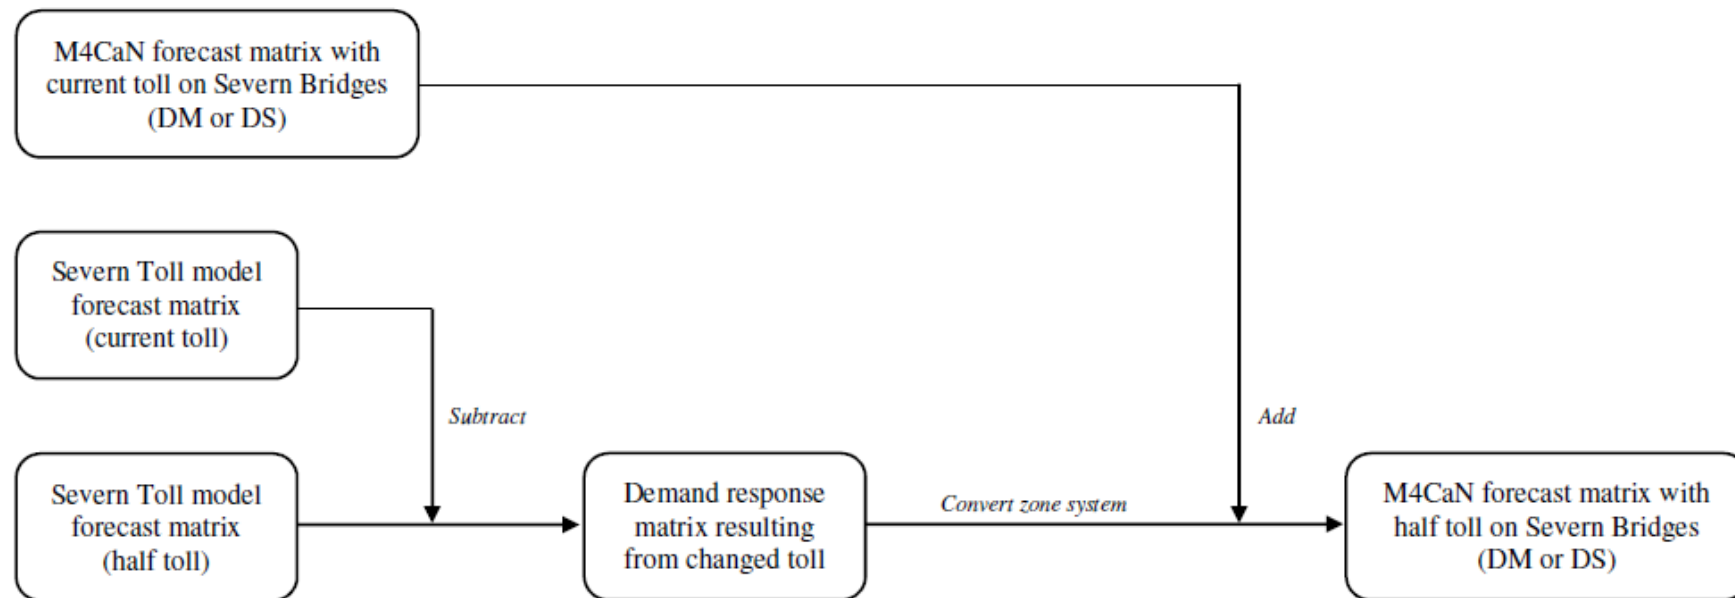 M4CaN forecast matrix with
current toll on Severn Bridges
(DM or DS)
Severn Toll model
forecast matrix
(current toll)
Subtract
Add
Severn Toll model
forecast matrix
(half toll)
Demand response
matrix resulting
from changed toll
Convert zone system
M4CaN forecast matrix with
half toll on Severn Bridges
(DM or DS)